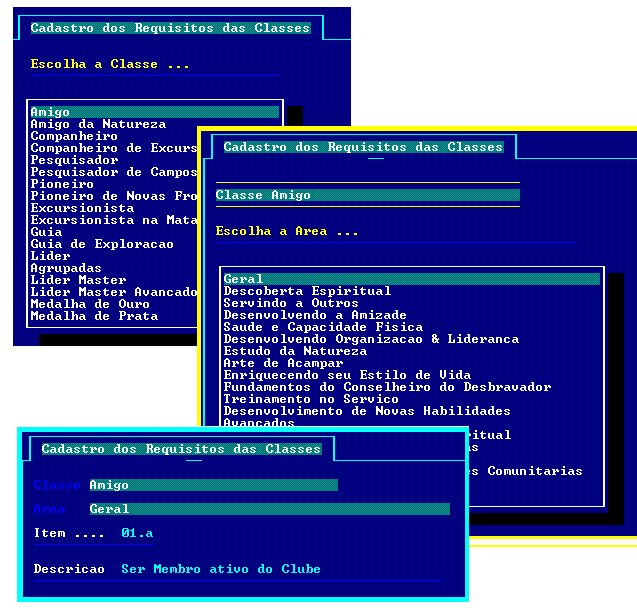 Cadastro dos Requisitos das Classes
Escolha a Classe ...
Amigo
Amigo da Natureza
Companheiro
Companheiro de Excurs
Pesquisador
Pesquisador de Campos
Pioneiro
Pioneiro de Novas Fro
Excursionista
Excursionista na Mata
Guia
Guia de Exploracao
Lider
Agrupadas
Lider Master
Lider Master Avancado
Medalha de Ouro
Medalha de Prata
Cadastro dos Requisitos das Classes
Classe Amigo
Escolha a Area ...
Geral
Descoberta Espiritual
Servindo a Outros
Desenvolvendo a Amizade
Saude e Capacidade Fisica
Desenvolvendo Organizacao & Lideranca
Estudo da Natureza
Arte de Acampar
Enriquecendo seu Estilo de Vida
Fundamentos do Conselheiro do Desbravador
Treinamento no Servico
Desenvolvimento de Novas Habilidades
Avancados
ritual
s
es Comunitarias
Cadastro dos Requisitos das Classes
Classe Amigo
Area Geral
Item .... 01.a
Descricao Ser Membro ativo do Clube